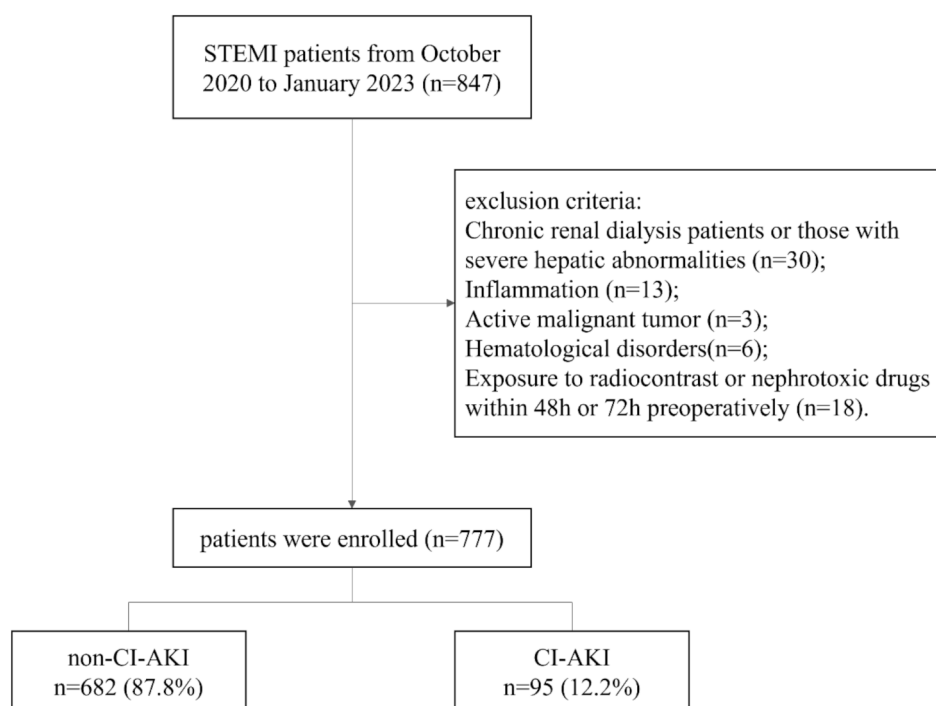 STEMI patients from October
2020 to January 2023 (n=847)
exclusion criteria:
Chronic renal dialysis patients or those with
severe hepatic abnormalities (n=30);
Inflammation (n=13);
Active malignant tumor (n=3);
Hematological disorders(n=6);
Exposure to radiocontrast or nephrotoxic drugs
within 48h or 72h preoperatively (n=18).
patients were enrolled (n=777)
non-CI-AKI
n=682 (87.8%)
CI-AKI
n=95 (12.2%)